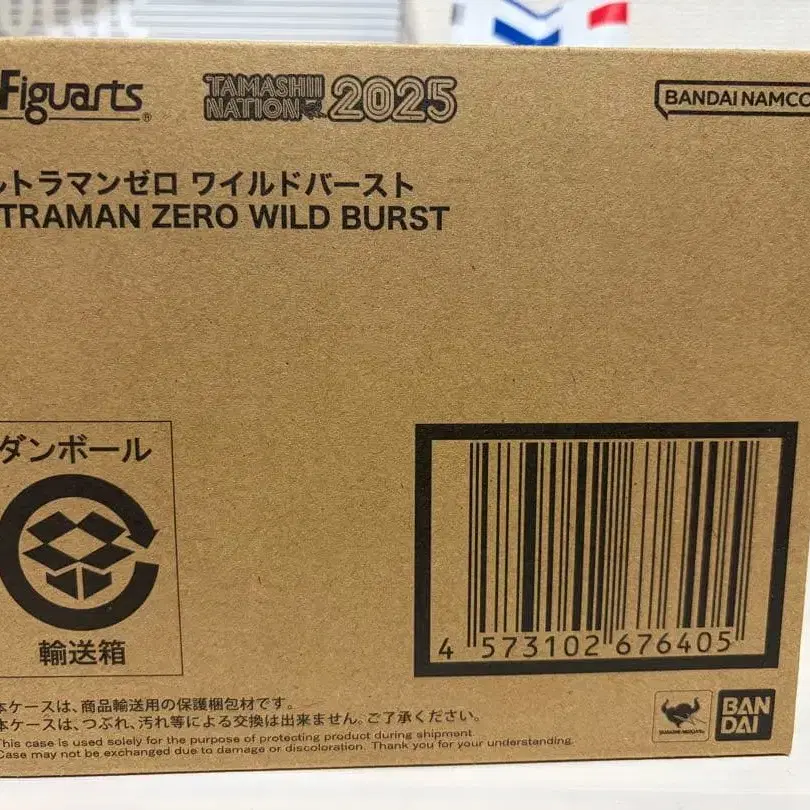 Figuarts®
TAMASHII
NATION 2025
BANDAI NAMCO
ルトラマンゼロ ワイルドバースト
TRAMAN ZERO WILD BURST
ダンボール
輸送箱
4 573102 676405
本ケースは、商品輸送用の保護梱包材です。
本ケースは、つぶれ、汚れ等による交換は出来ません。ご了承ください。
This case is used solely for the purpose of protecting product during shipment.
Case may not be exchanged due to damage or discoloration. Thank you for your understanding.
TAMASHII NATIONS
BAN
DAI